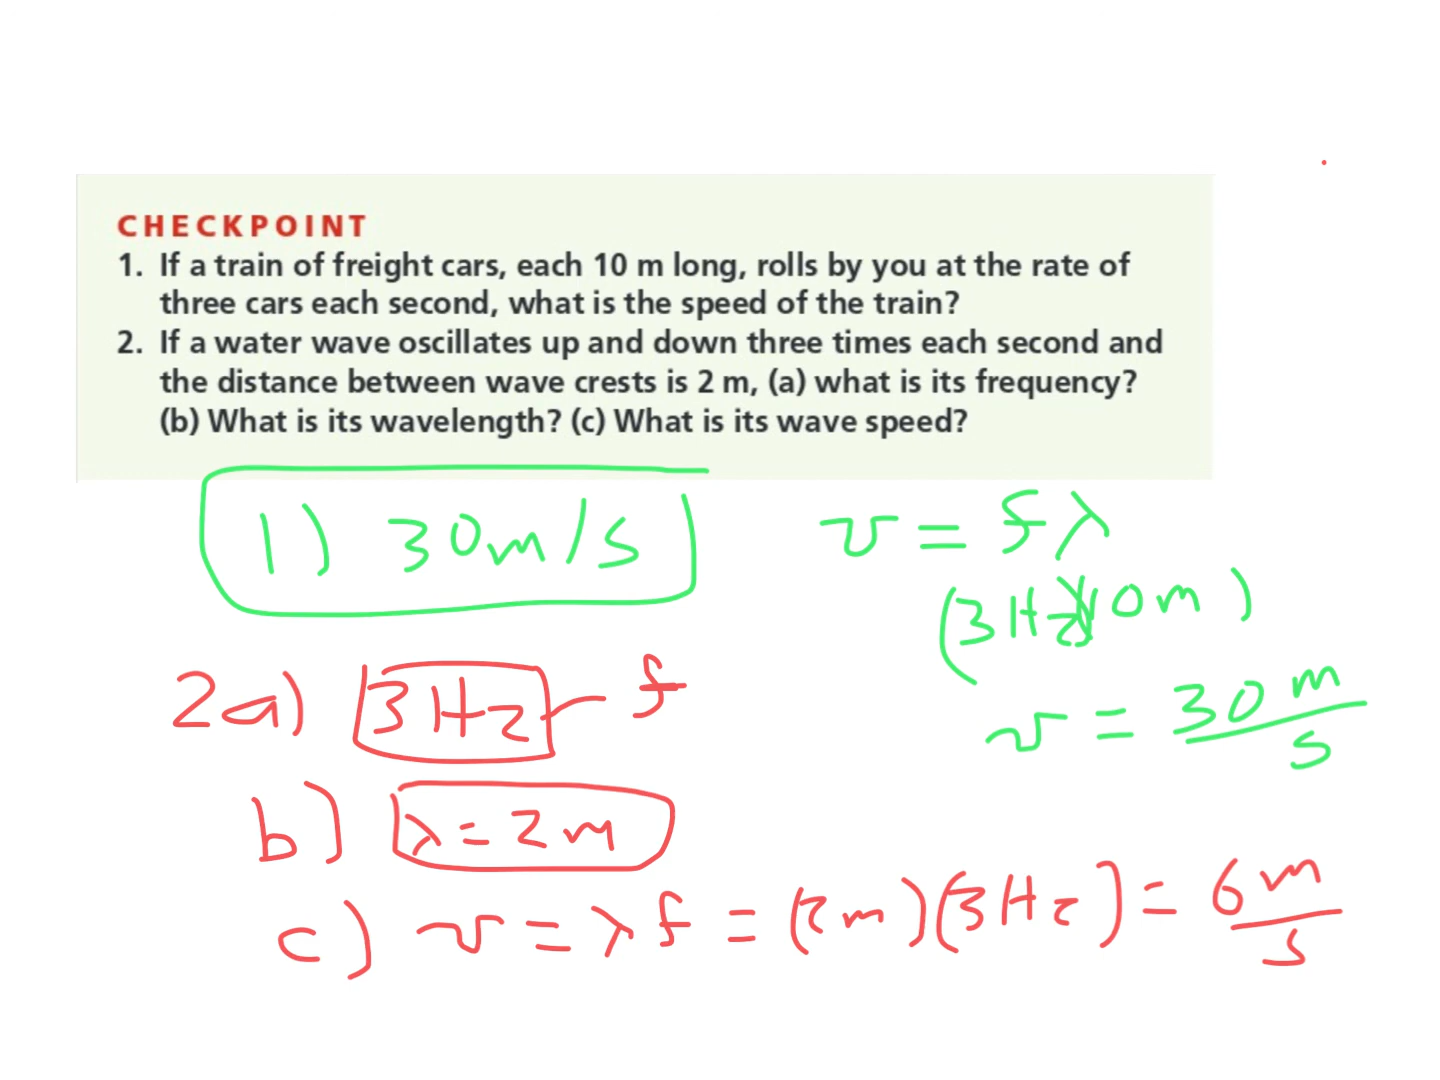 CHECKPOINT
1. If a train of freight cars, each 10 m long, rolls by you at the rate of
three cars each second, what is the speed of the train?
2. If a water wave oscillates up and down three times each second and
the distance between wave crests is 2 m, (a) what is its frequency?
(b) What is its wavelength? (c) What is its wave speed?
1) 30m/s
v = fλ
(3Hz)(10m)
v = 30 m/s
2a) 3Hz f
b) λ = 2m
c) v = λf = (2m)(3Hz) = 6 m/s